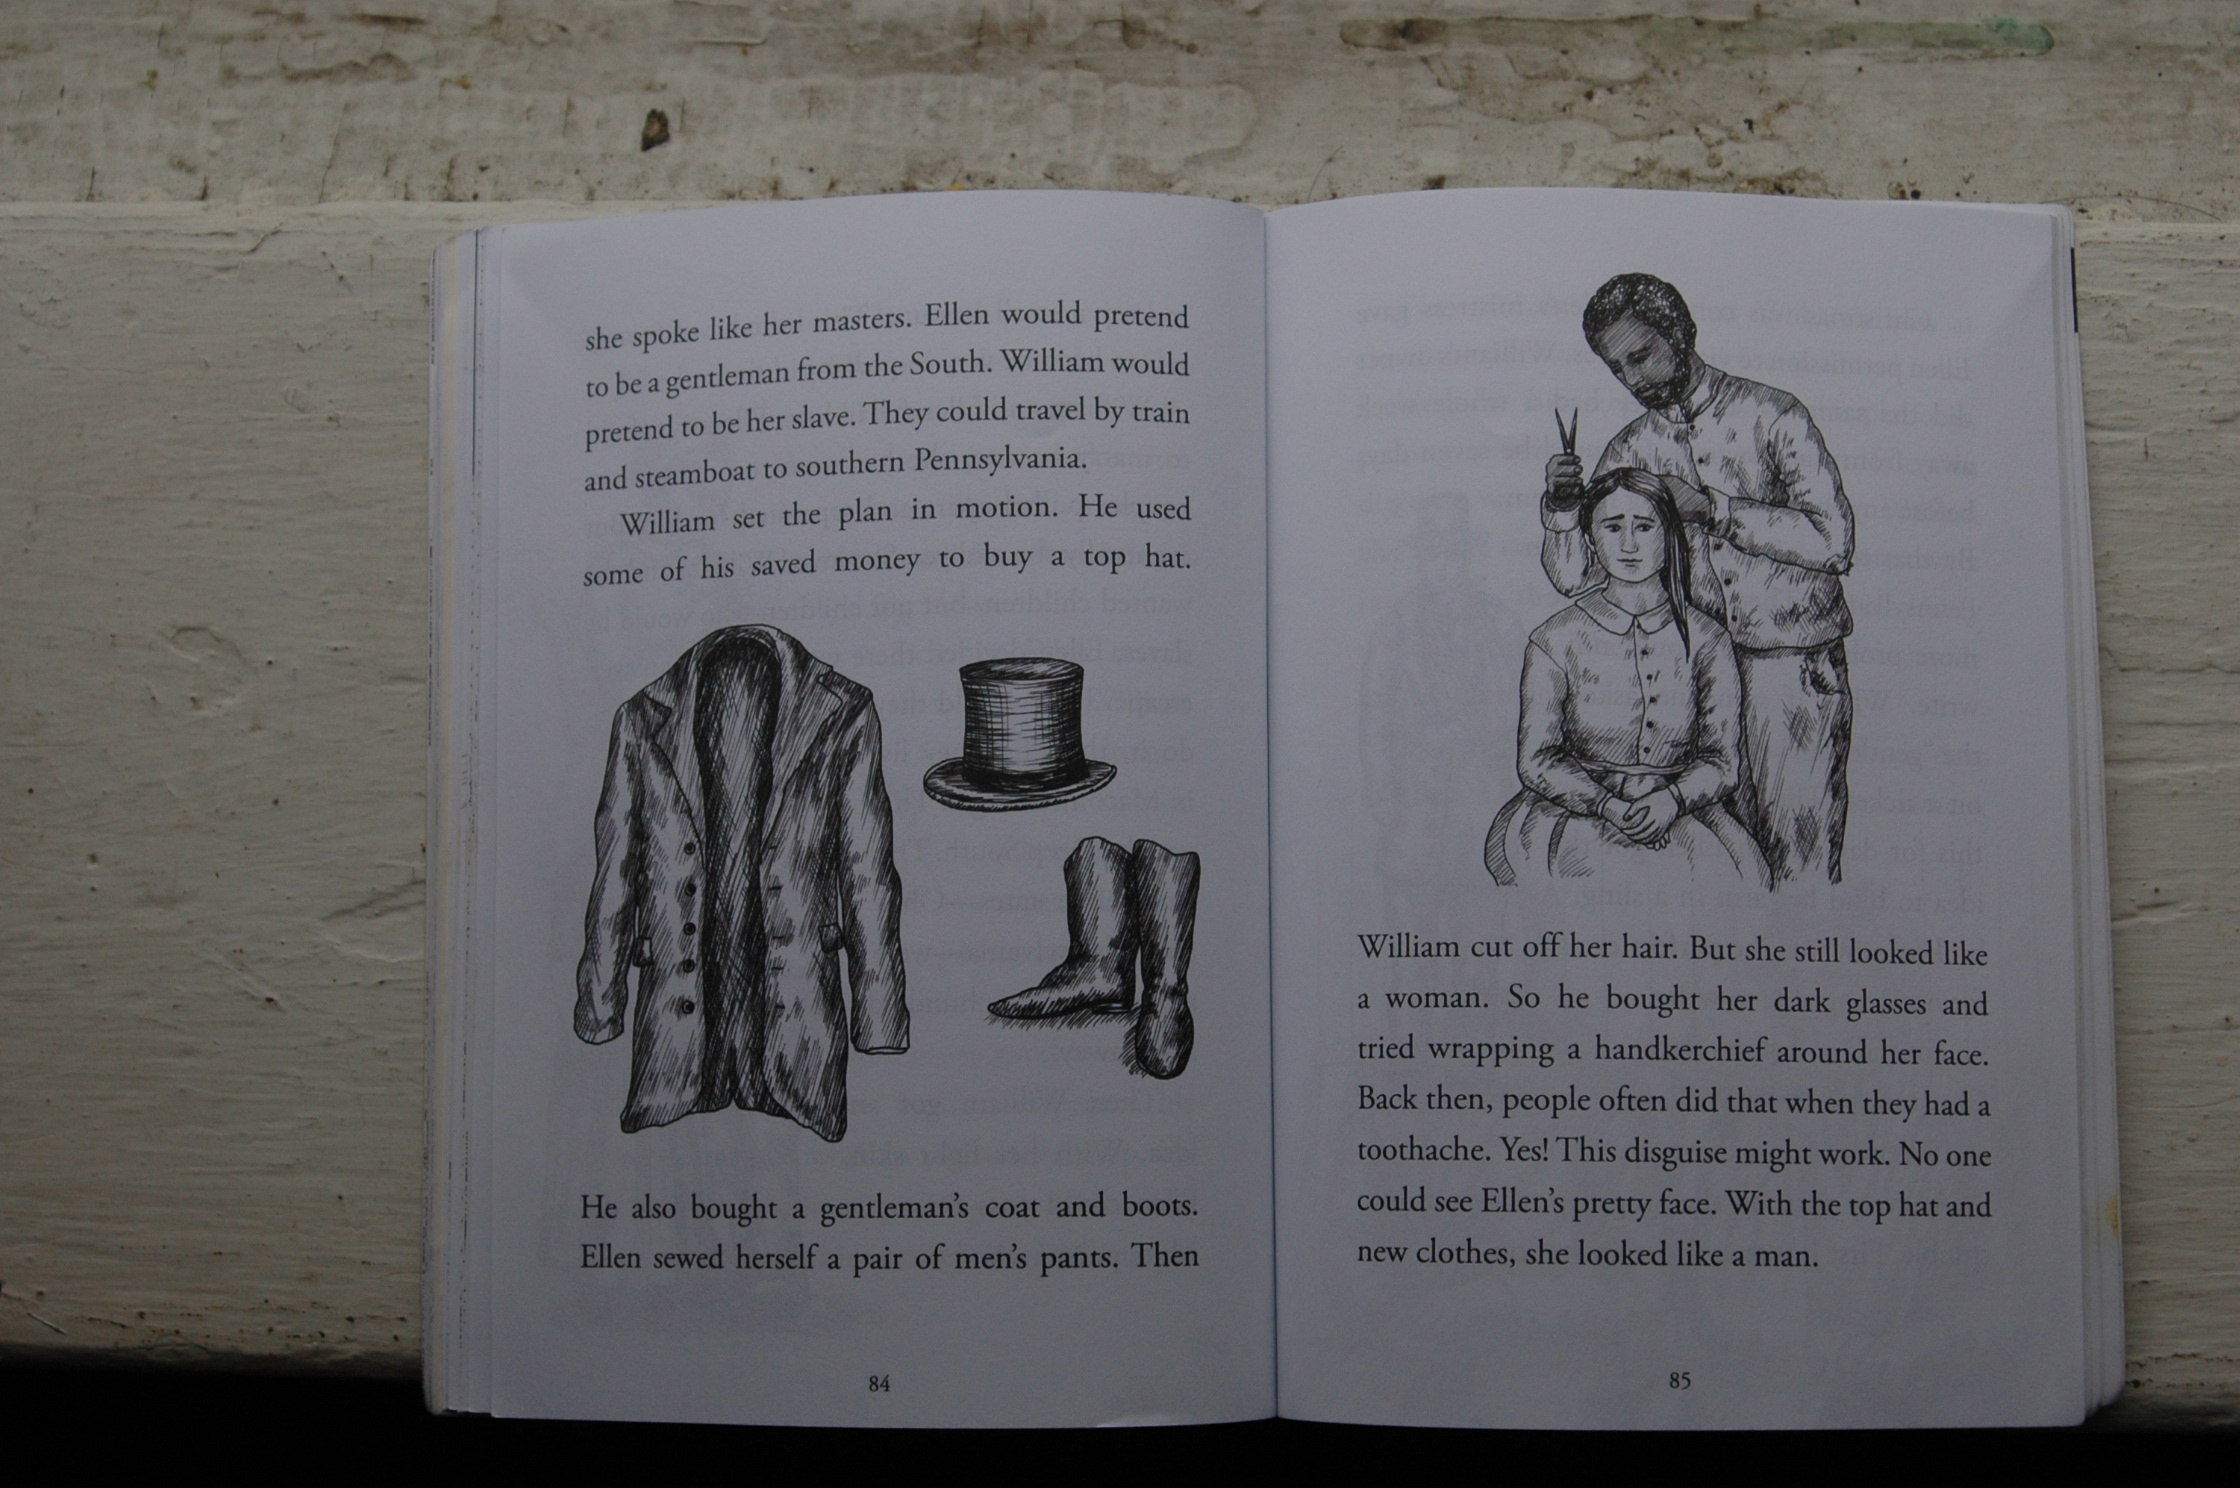 she spoke like her masters. Ellen would pretend
to be a gentleman from the South. William would
pretend to be her slave. They could travel by train
and steamboat to southern Pennsylvania.
William set the plan in motion. He used
some of his saved money to buy a top hat.
He also bought a gentleman's coat and boots.
Ellen sewed herself a pair of men's pants. Then
84
William cut off her hair. But she still looked like
a woman. So he bought her dark glasses and
tried wrapping a handkerchief around her face.
Back then, people often did that when they had a
toothache. Yes! This disguise might work. No one
could see Ellen's pretty face. With the top hat and
new clothes, she looked like a man.
85